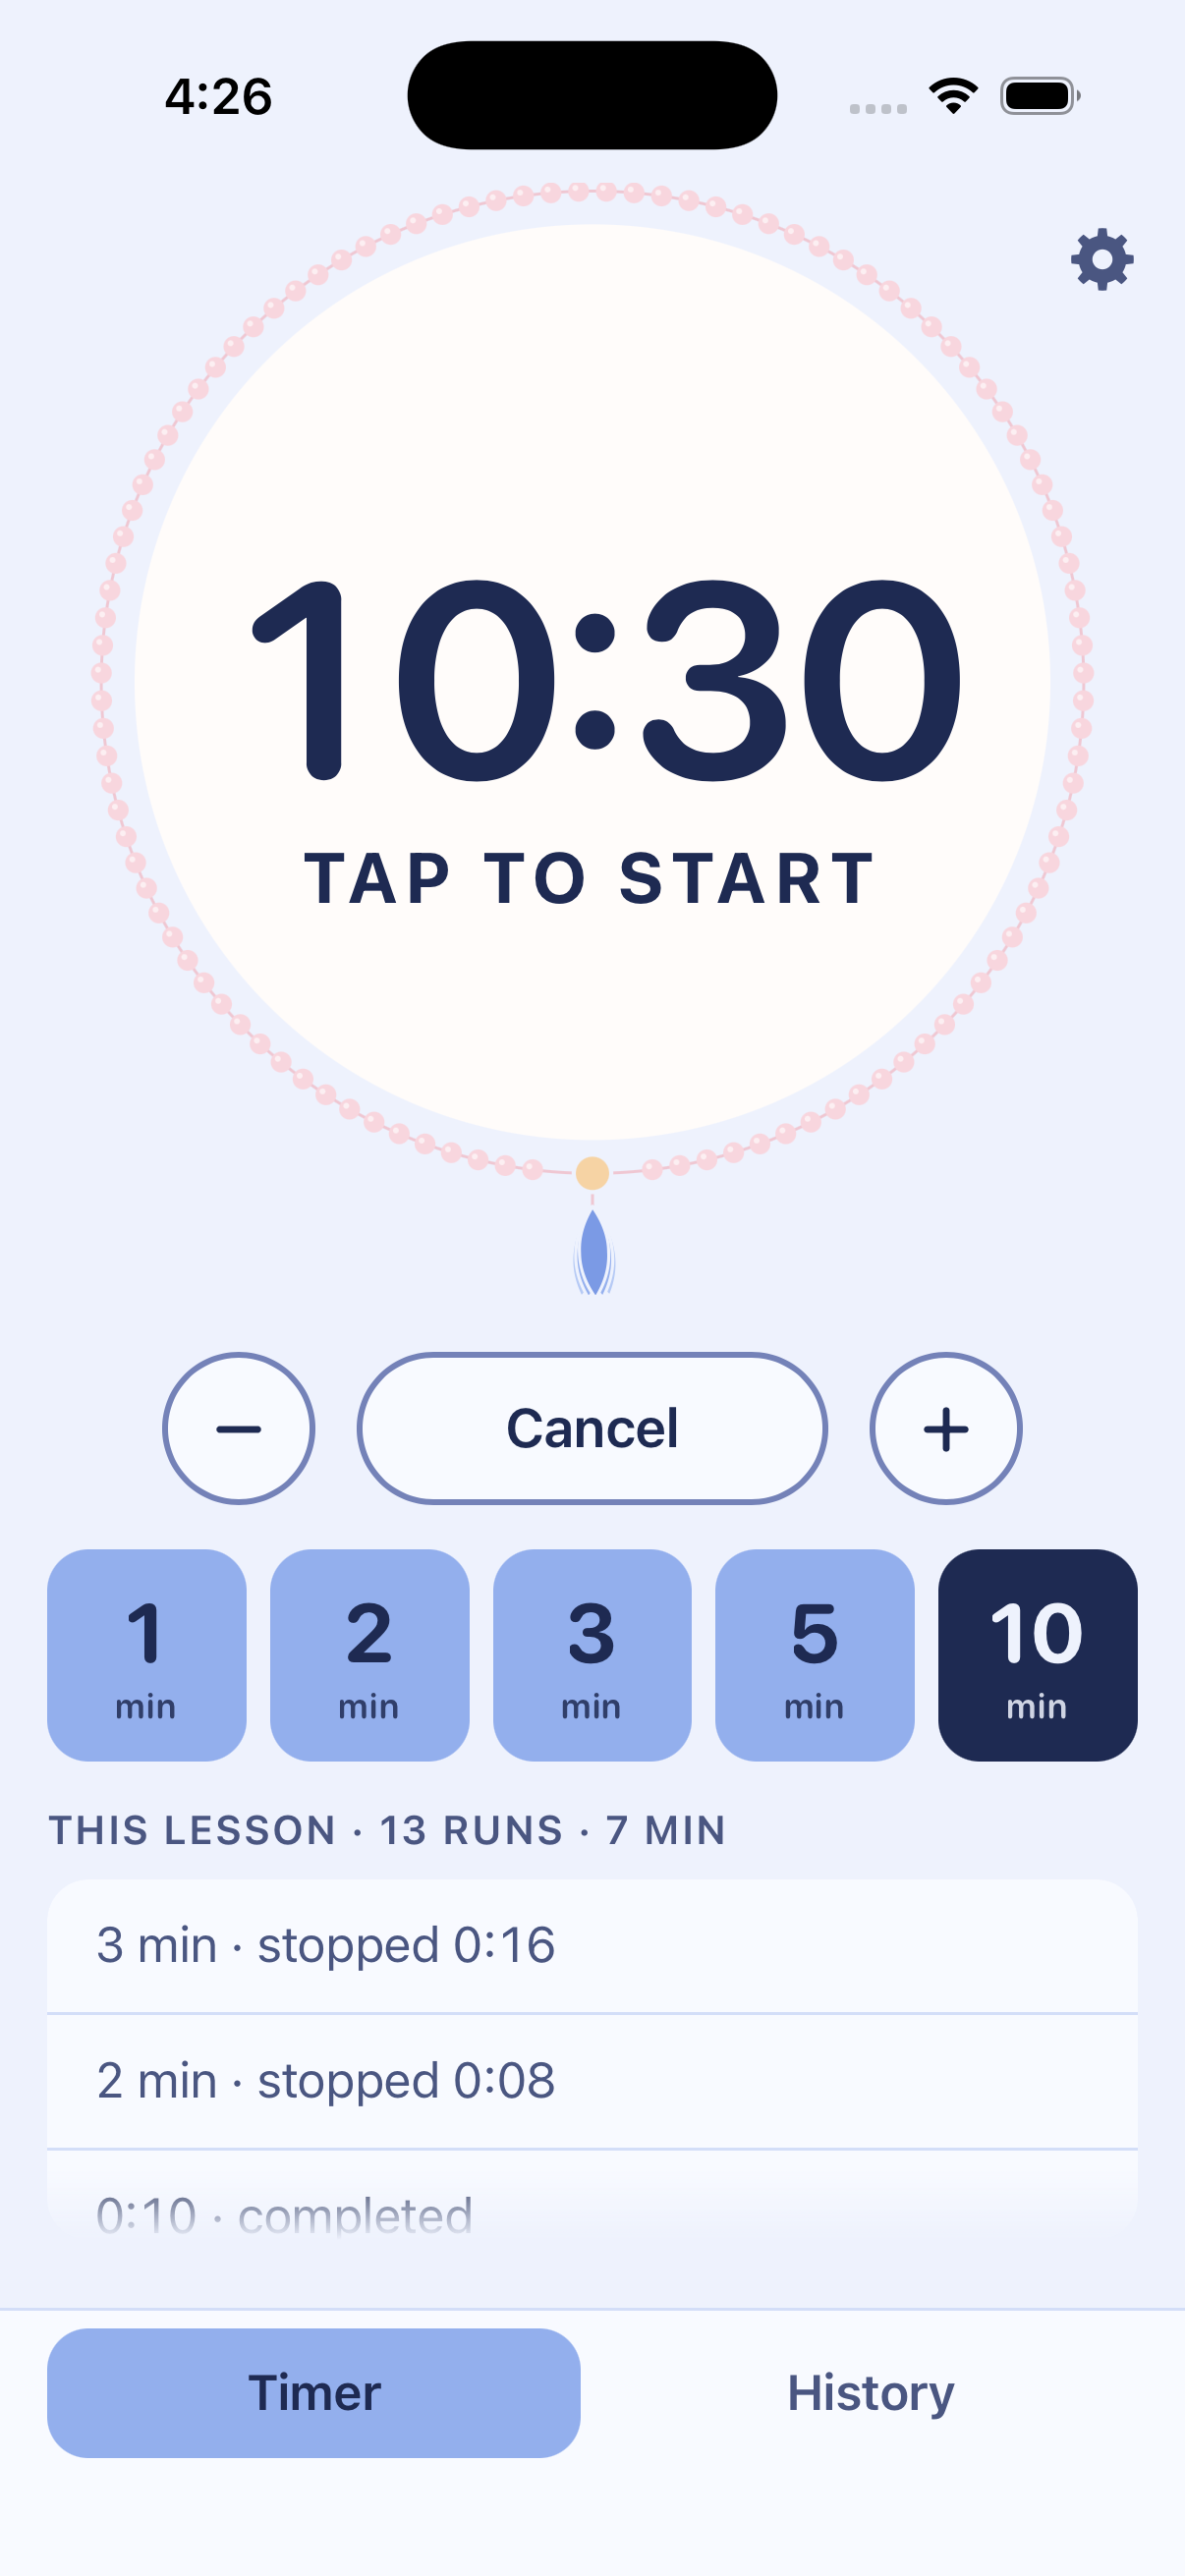 4:26
10:30
TAP TO START
Cancel
1 2 3 5 10
min min min min min
THIS LESSON · 13 RUNS · 7 MIN
3 min · stopped 0:16
2 min · stopped 0:08
0:10 · completed
Timer History